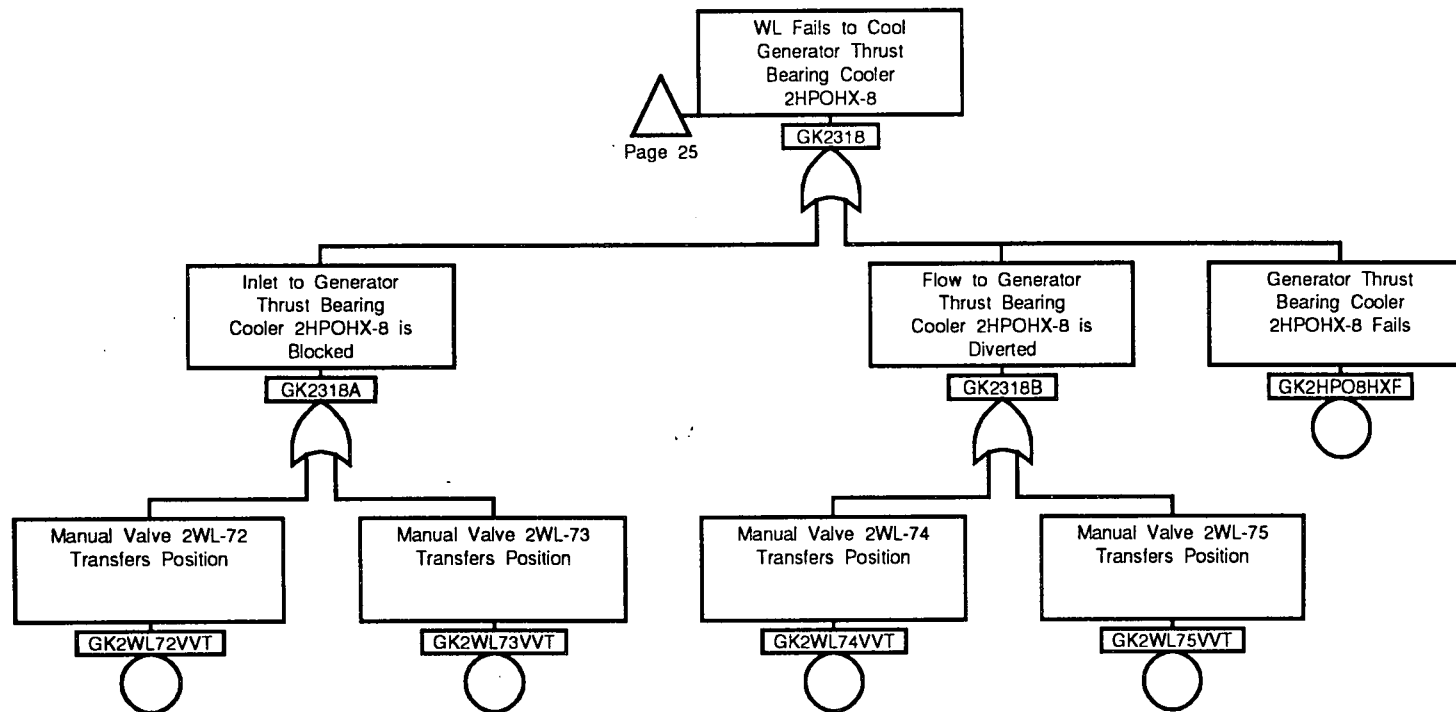 WL Fails to Cool
Generator Thrust
Bearing Cooler
2HPOHX-8
Page 25
GK2318
Inlet to Generator
Thrust Bearing
Cooler 2HPOHX-8 is
Blocked
GK2318A
Flow to Generator
Thrust Bearing
Cooler 2HPOHX-8 is
Diverted
GK2318B
Generator Thrust
Bearing Cooler
2HPOHX-8 Fails
GK2HPO8HXF
Manual Valve 2WL-72
Transfers Position
GK2WL72VVT
Manual Valve 2WL-73
Transfers Position
GK2WL73VVT
Manual Valve 2WL-74
Transfers Position
GK2WL74VVT
Manual Valve 2WL-75
Transfers Position
GK2WL75VVT